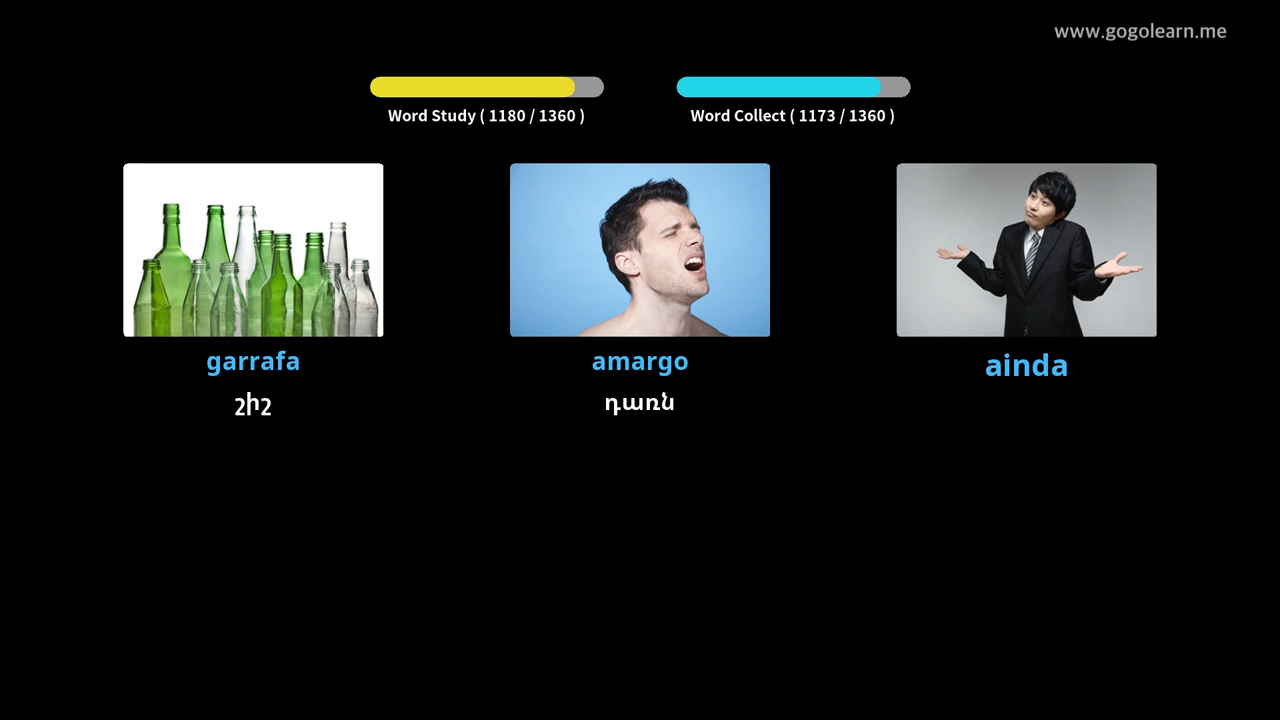 www.gogolearn.me
Word Study ( 1180 / 1360 )
Word Collect ( 1173 / 1360 )
garrafa
amargo
ainda
շիշ
դառն